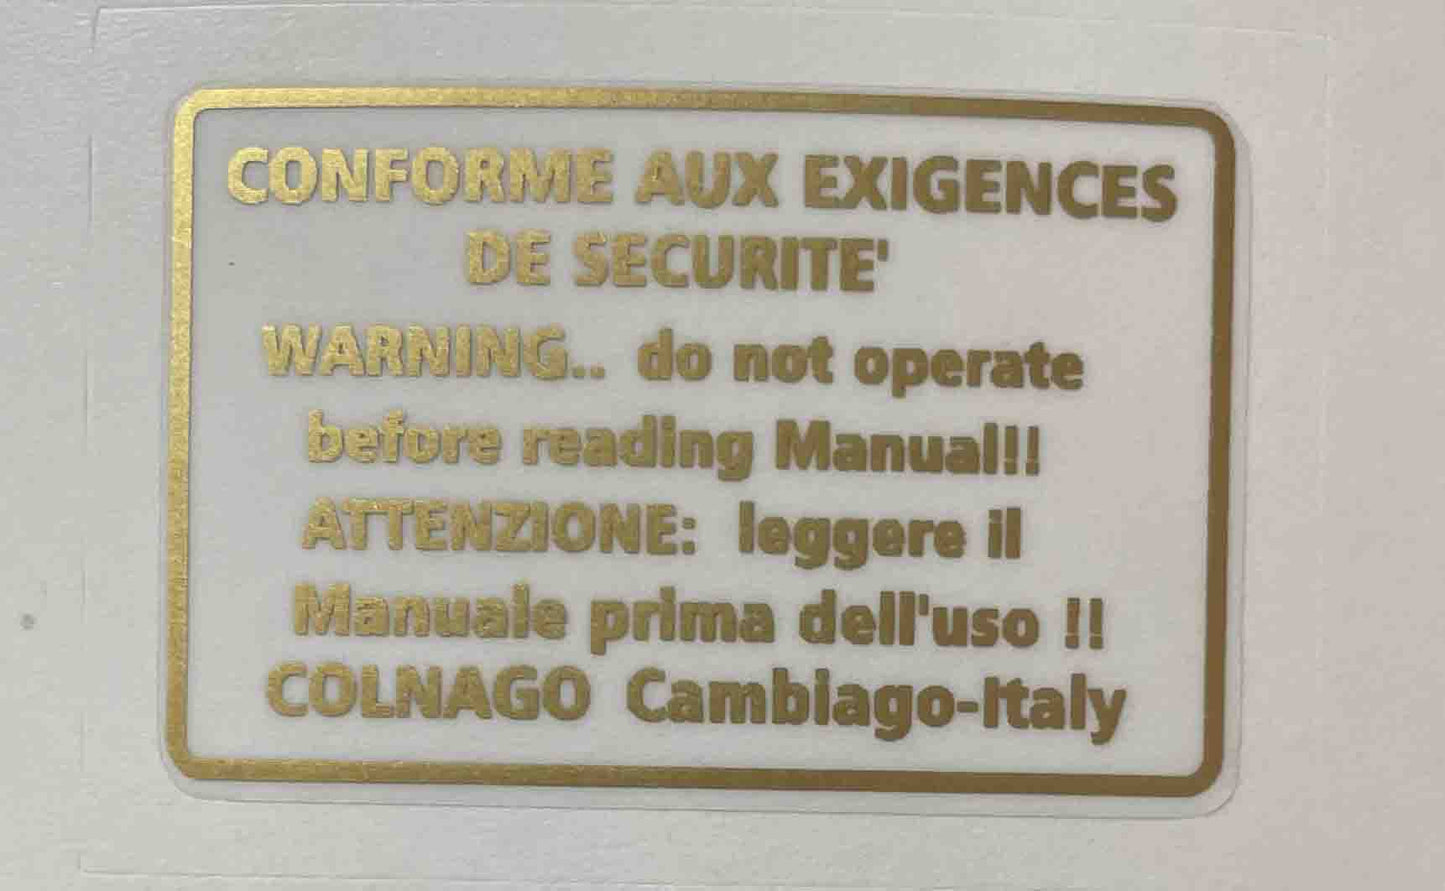 CONFORME AUX EXIGENCES
DE SECURITE'
WARNING.. do not operate
before reading Manual!!
ATTENZIONE: leggere il
Manuale prima dell'uso !!
COLNAGO Cambiago-Italy